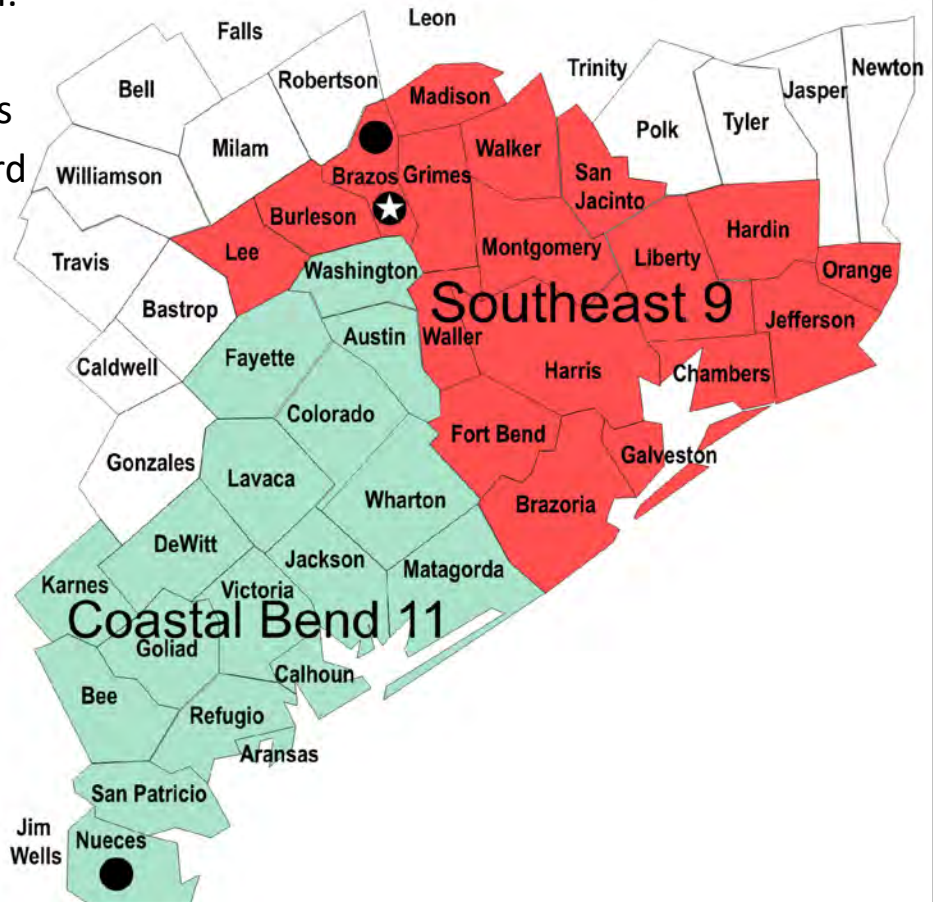 Leon
Falls
Trinity
Newton
Robertson
Bell
Jasper
Madison
Tyler
Polk
s
Milam
Walker
rd
Williamson
Brazos
Grimes
San
Jacinto
Burleson
Hardin
Montgomery
Lee
Liberty
Travis
Washington
Orange
Southeast 9
Bastrop
Jefferson
Austin
Waller
Fayette
Caldwell
Harris
Chambers
Colorado
Fort Bend
Galveston
Gonzales
Lavaca
Wharton
Brazoria
DeWitt
Jackson
Matagorda
Karnes
Victoria
Coastal Bend 11
Goliad
Calhoun
Bee
Refugio
Aransas
San Patricio
Jim
Wells
Nueces